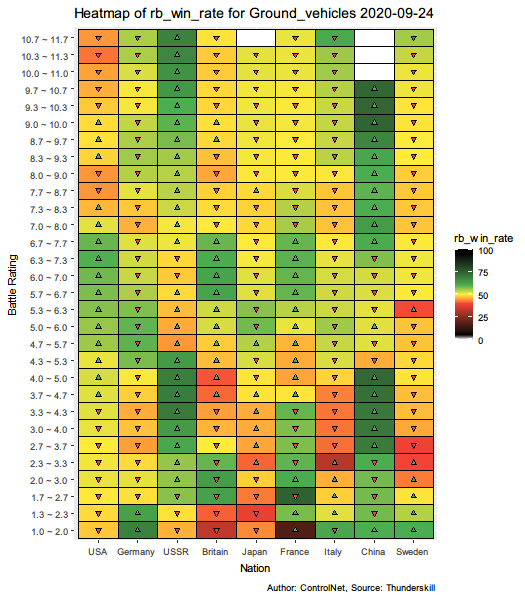 Heatmap of rb_win_rate for Ground_vehicles 2020-09-24
Battle Rating
10.7 ~ 11.7
10.3 ~ 11.3
10.0 ~ 11.0
9.7 ~ 10.7
9.3 ~ 10.3
9.0 ~ 10.0
8.7 ~ 9.7
8.3 ~ 9.3
8.0 ~ 9.0
7.7 ~ 8.7
7.3 ~ 8.3
7.0 ~ 8.0
6.7 ~ 7.7
6.3 ~ 7.3
6.0 ~ 7.0
5.7 ~ 6.7
5.3 ~ 6.3
5.0 ~ 6.0
4.7 ~ 5.7
4.3 ~ 5.3
4.0 ~ 5.0
3.7 ~ 4.7
3.3 ~ 4.3
3.0 ~ 4.0
2.7 ~ 3.7
2.3 ~ 3.3
2.0 ~ 3.0
1.7 ~ 2.7
1.3 ~ 2.3
1.0 ~ 2.0
USA Germany USSR Britain Japan France Italy China Sweden
Nation
rb_win_rate
100
75
50
25
0
Author: ControlNet, Source: Thunderskill